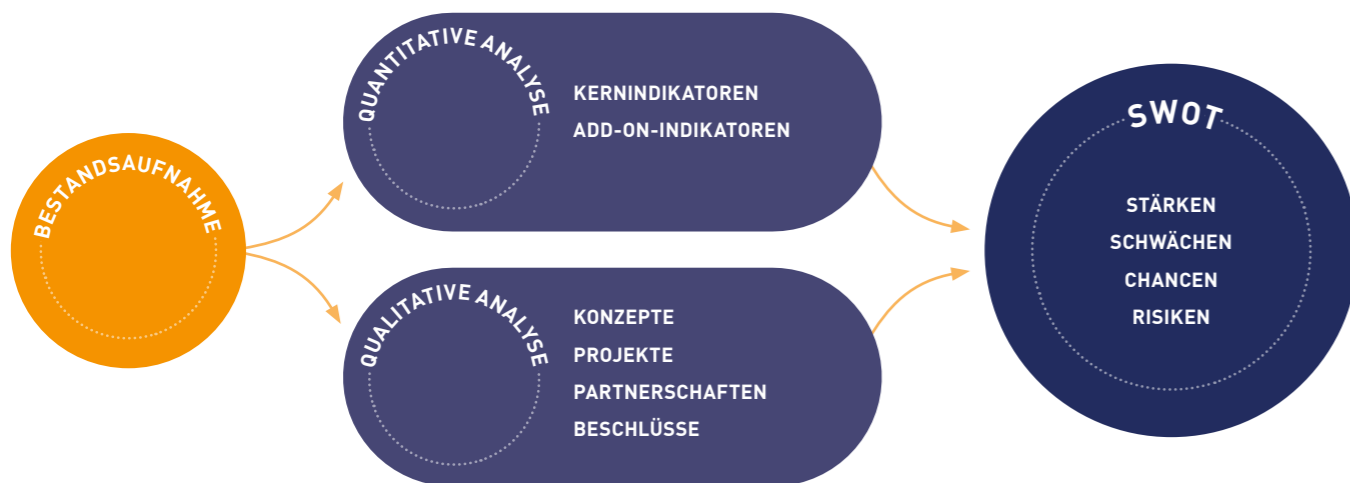 BESTANDSAUFNAHME
QUANTITATIVE ANALYSE
KERNINDIKATOREN
ADD-ON-INDIKATOREN
QUALITATIVE ANALYSE
KONZEPTE
PROJEKTE
PARTNERSCHAFTEN
BESCHLÜSSE
SWOT
STÄRKEN
SCHWÄCHEN
CHANCEN
RISIKEN